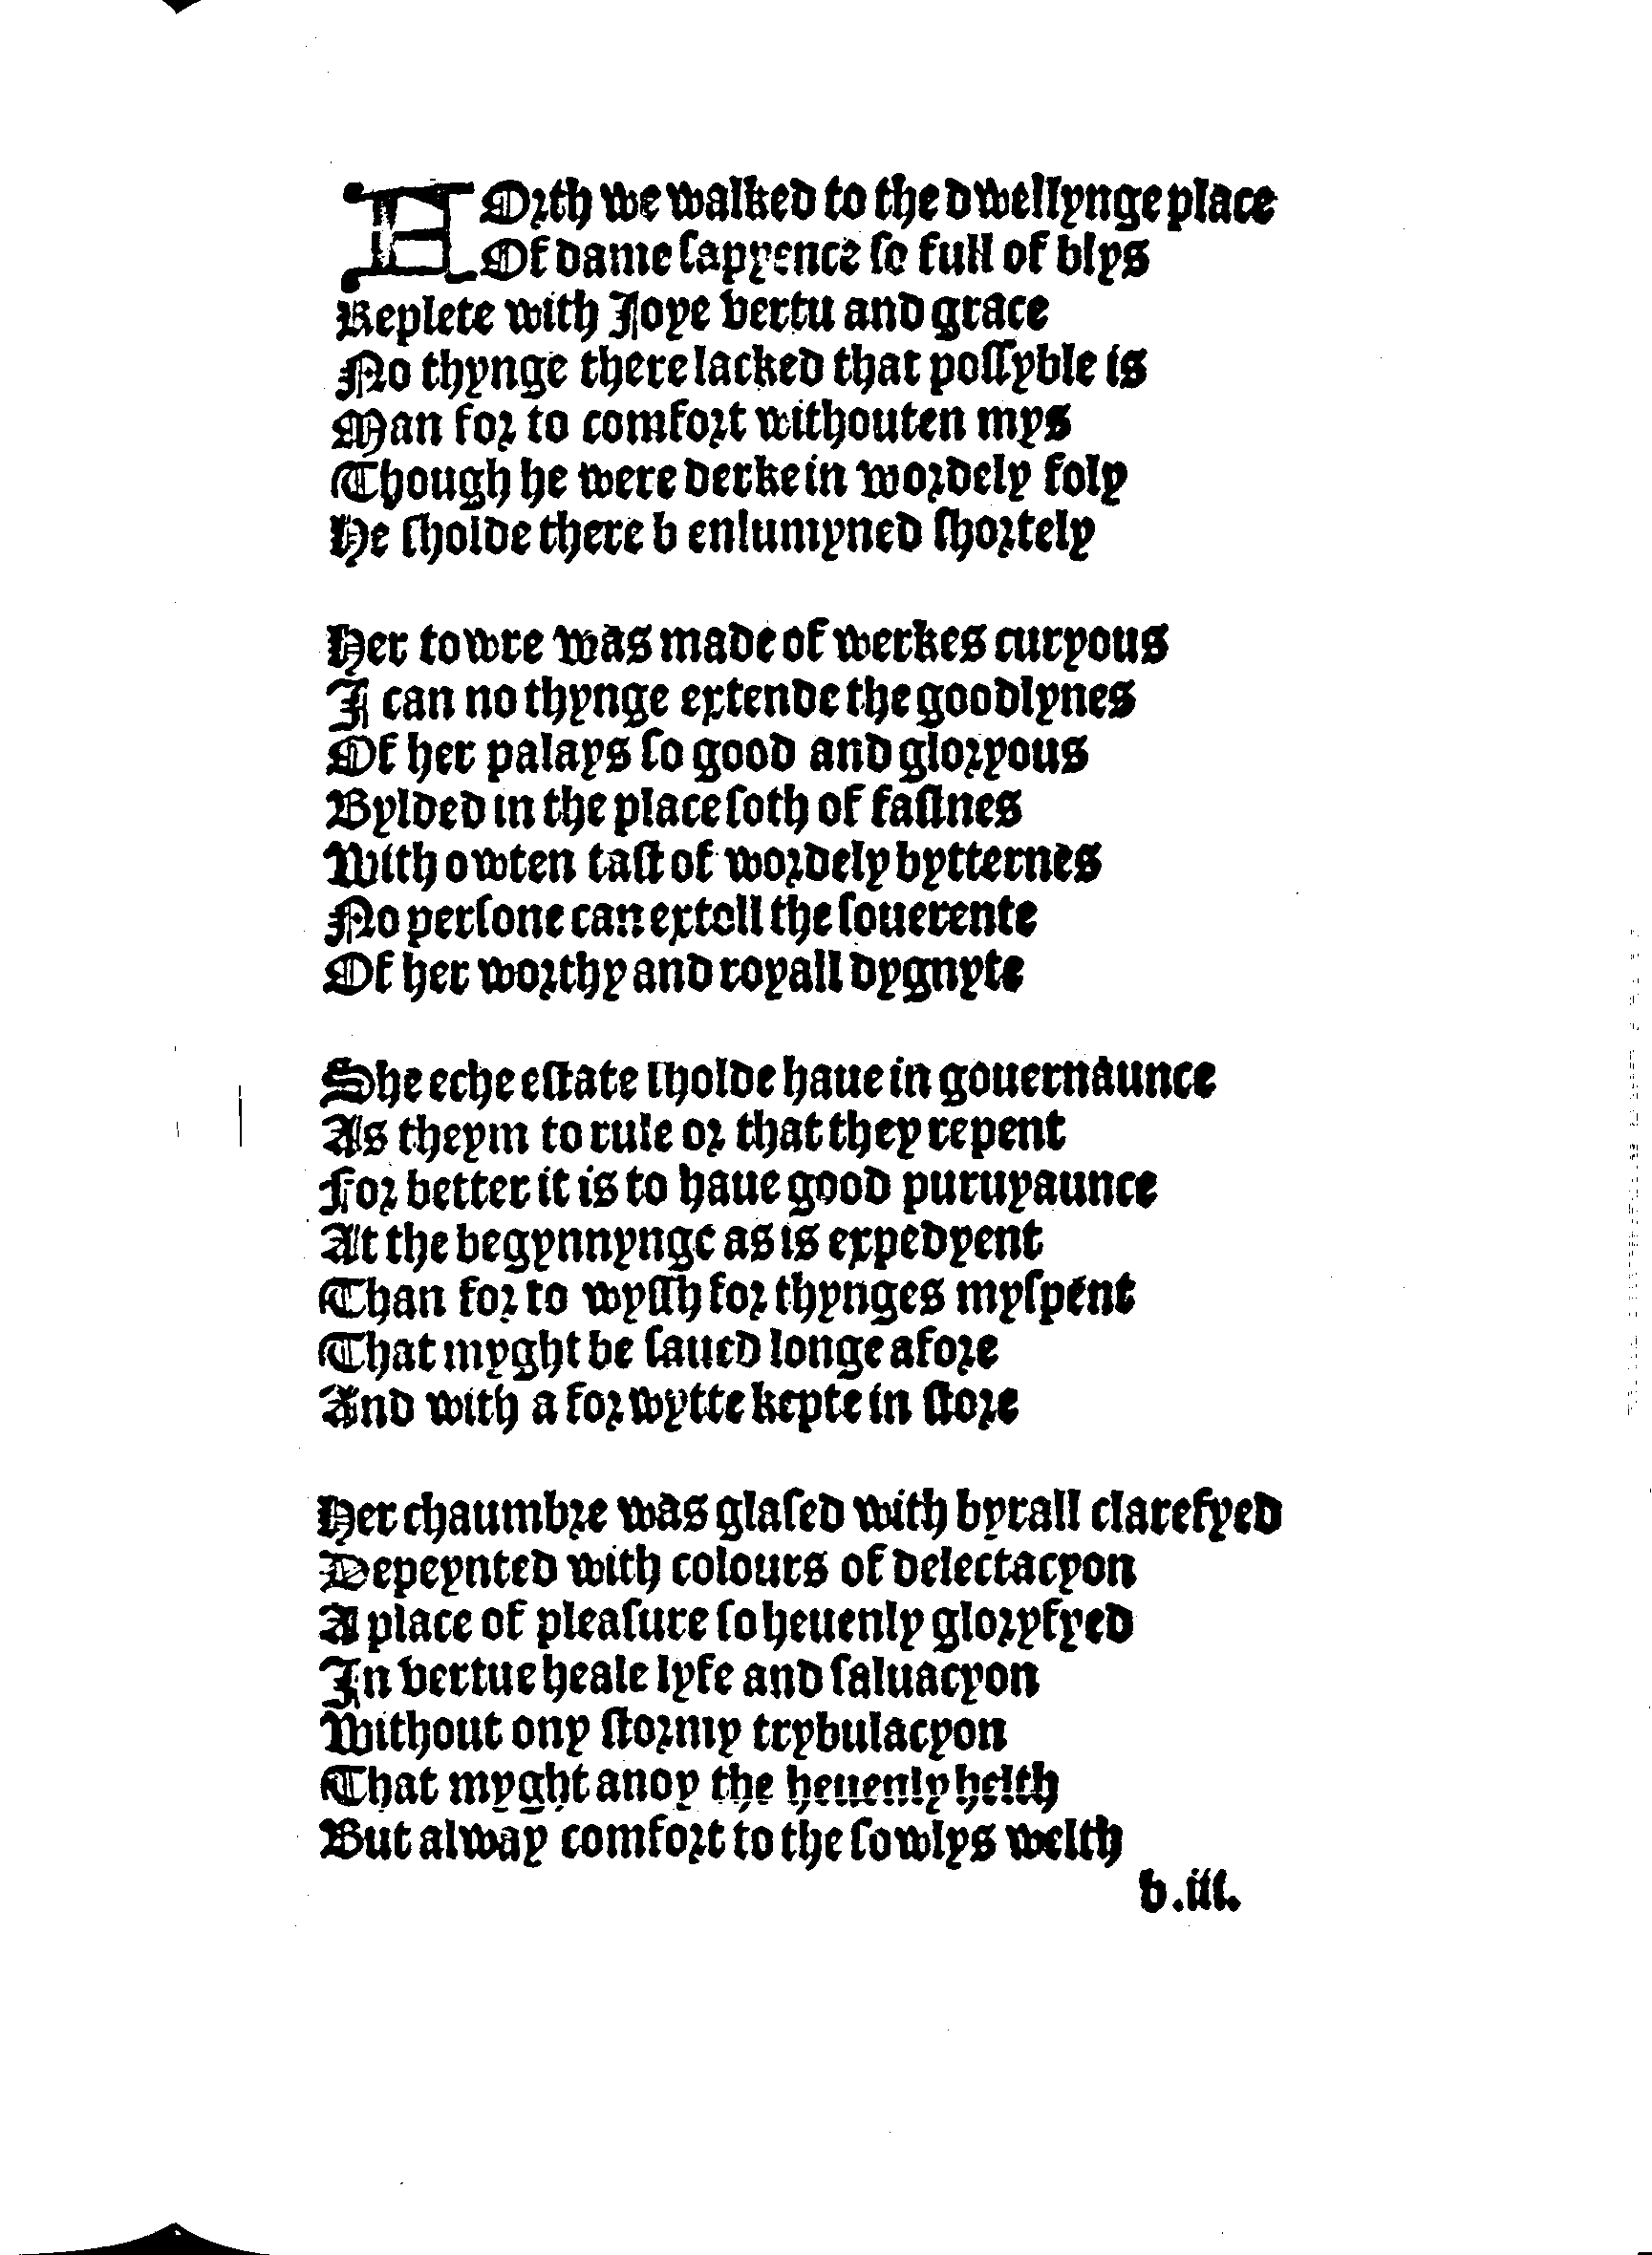 FOrth we walked to the dwellynge place
Of dame ſapyence ſo full of blys
Replete with Joye vertu and grace
No thynge there lacked that poſſyble is
Man for to comfort withouten mys
Though he were derke in wordely foly
He ſholde there b enlumyned ſhortely

Her towre was made of werkes curyous
I can no thynge extende the goodlynes
Of her palays ſo good and gloryous
Bylded in the place ſoth of faſtnes
With owten taſt of wordely bytternes
No perſone can extoll the ſouerente
Of her worthy and royall dygnyte

She eche eſtate ſholde haue in gouernaunce
As theym to rule or that they repent
For better it is to haue good puruyaunce
At the begynnynge as is expedyent
Than for to wyſſh for thynges myſpent
That myght be ſaued longe afore
And with a forwytte kepte in ſtore

Her chaumbre was glaſed with byrall clarefyed
Depeynted with colours of delectacyon
A place of pleaſure ſo heuenly gloryfyed
In vertue heale lyfe and ſaluacyon
Without ony ſtormy trybulacyon
That myght anoy the heuenly helth
But alway comfort to the ſowlys welth
b.iii.